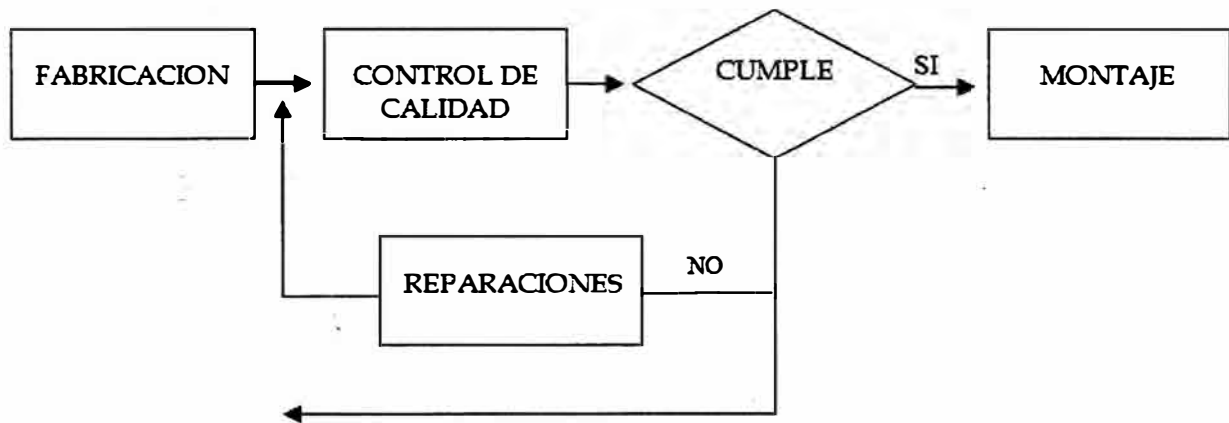 FABRICACION
CONTROL DE
CALIDAD
CUMPLE
SI
MONTAJE
REPARACIONES
NO